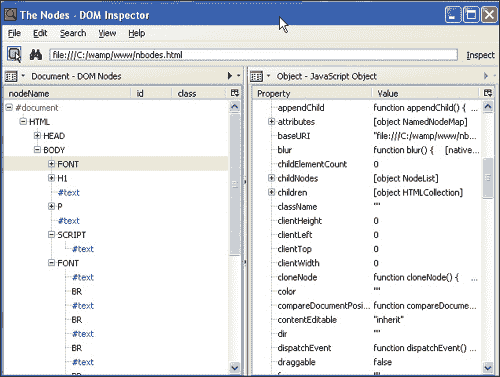 The Nodes - DOM Inspector
File Edit Search View Help
file:///C:/wamp/www/nbodes.html Inspect
Document - DOM Nodes
nodeName id class
#document
HTML
HEAD
BODY
FONT
H1
#text
P
#text
SCRIPT
#text
FONT
#text
BR
#text
BR
#text
BR
#text
BR
Object - JavaScript Object
Property Value
appendChild function appendChild() { ...
attributes [object NamedNodeMap]
baseURI "file:///C:/wamp/www/nb...
blur function blur() { [native...
childElementCount 0
childNodes [object NodeList]
children [object HTMLCollection]
className ""
clientHeight 0
clientLeft 0
clientTop 0
clientWidth 0
cloneNode function cloneNode() { ...
color ""
compareDocumentPosi... function compareDocume...
contentEditable "inherit"
dir ""
dispatchEvent function dispatchEvent() ...
draggable false